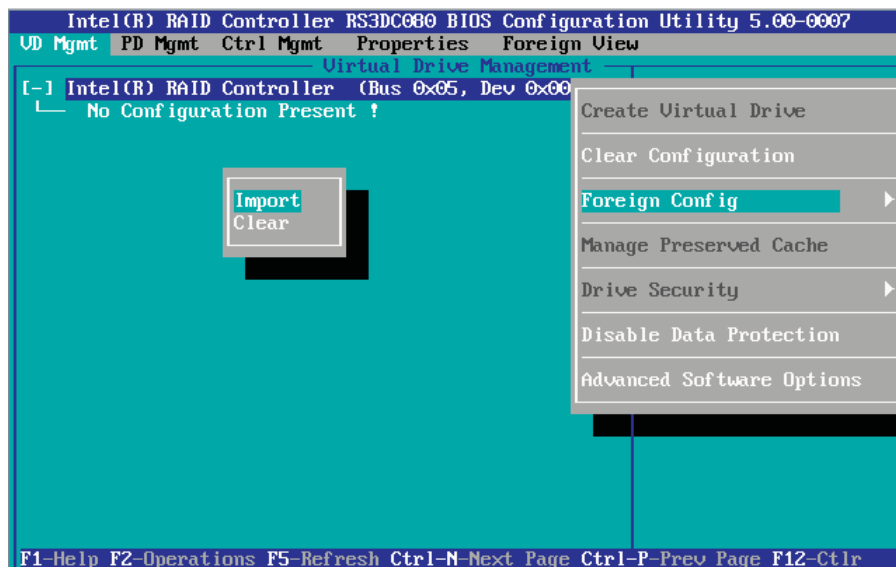 Intel(R) RAID Controller RS3DC080 BIOS Configuration Utility 5.00-0007
VD Mgmt PD Mgmt Ctrl Mgmt Properties Foreign View
Virtual Drive Management
[-] Intel(R) RAID Controller (Bus 0x05, Dev 0x00
No Configuration Present !
Import
Clear
Create Virtual Drive
Clear Configuration
Foreign Config
Manage Preserved Cache
Drive Security
Disable Data Protection
Advanced Software Options
F1-Help F2-Operations F5-Refresh Ctrl-N-Next Page Ctrl-P-Prev Page F12-Ctlr